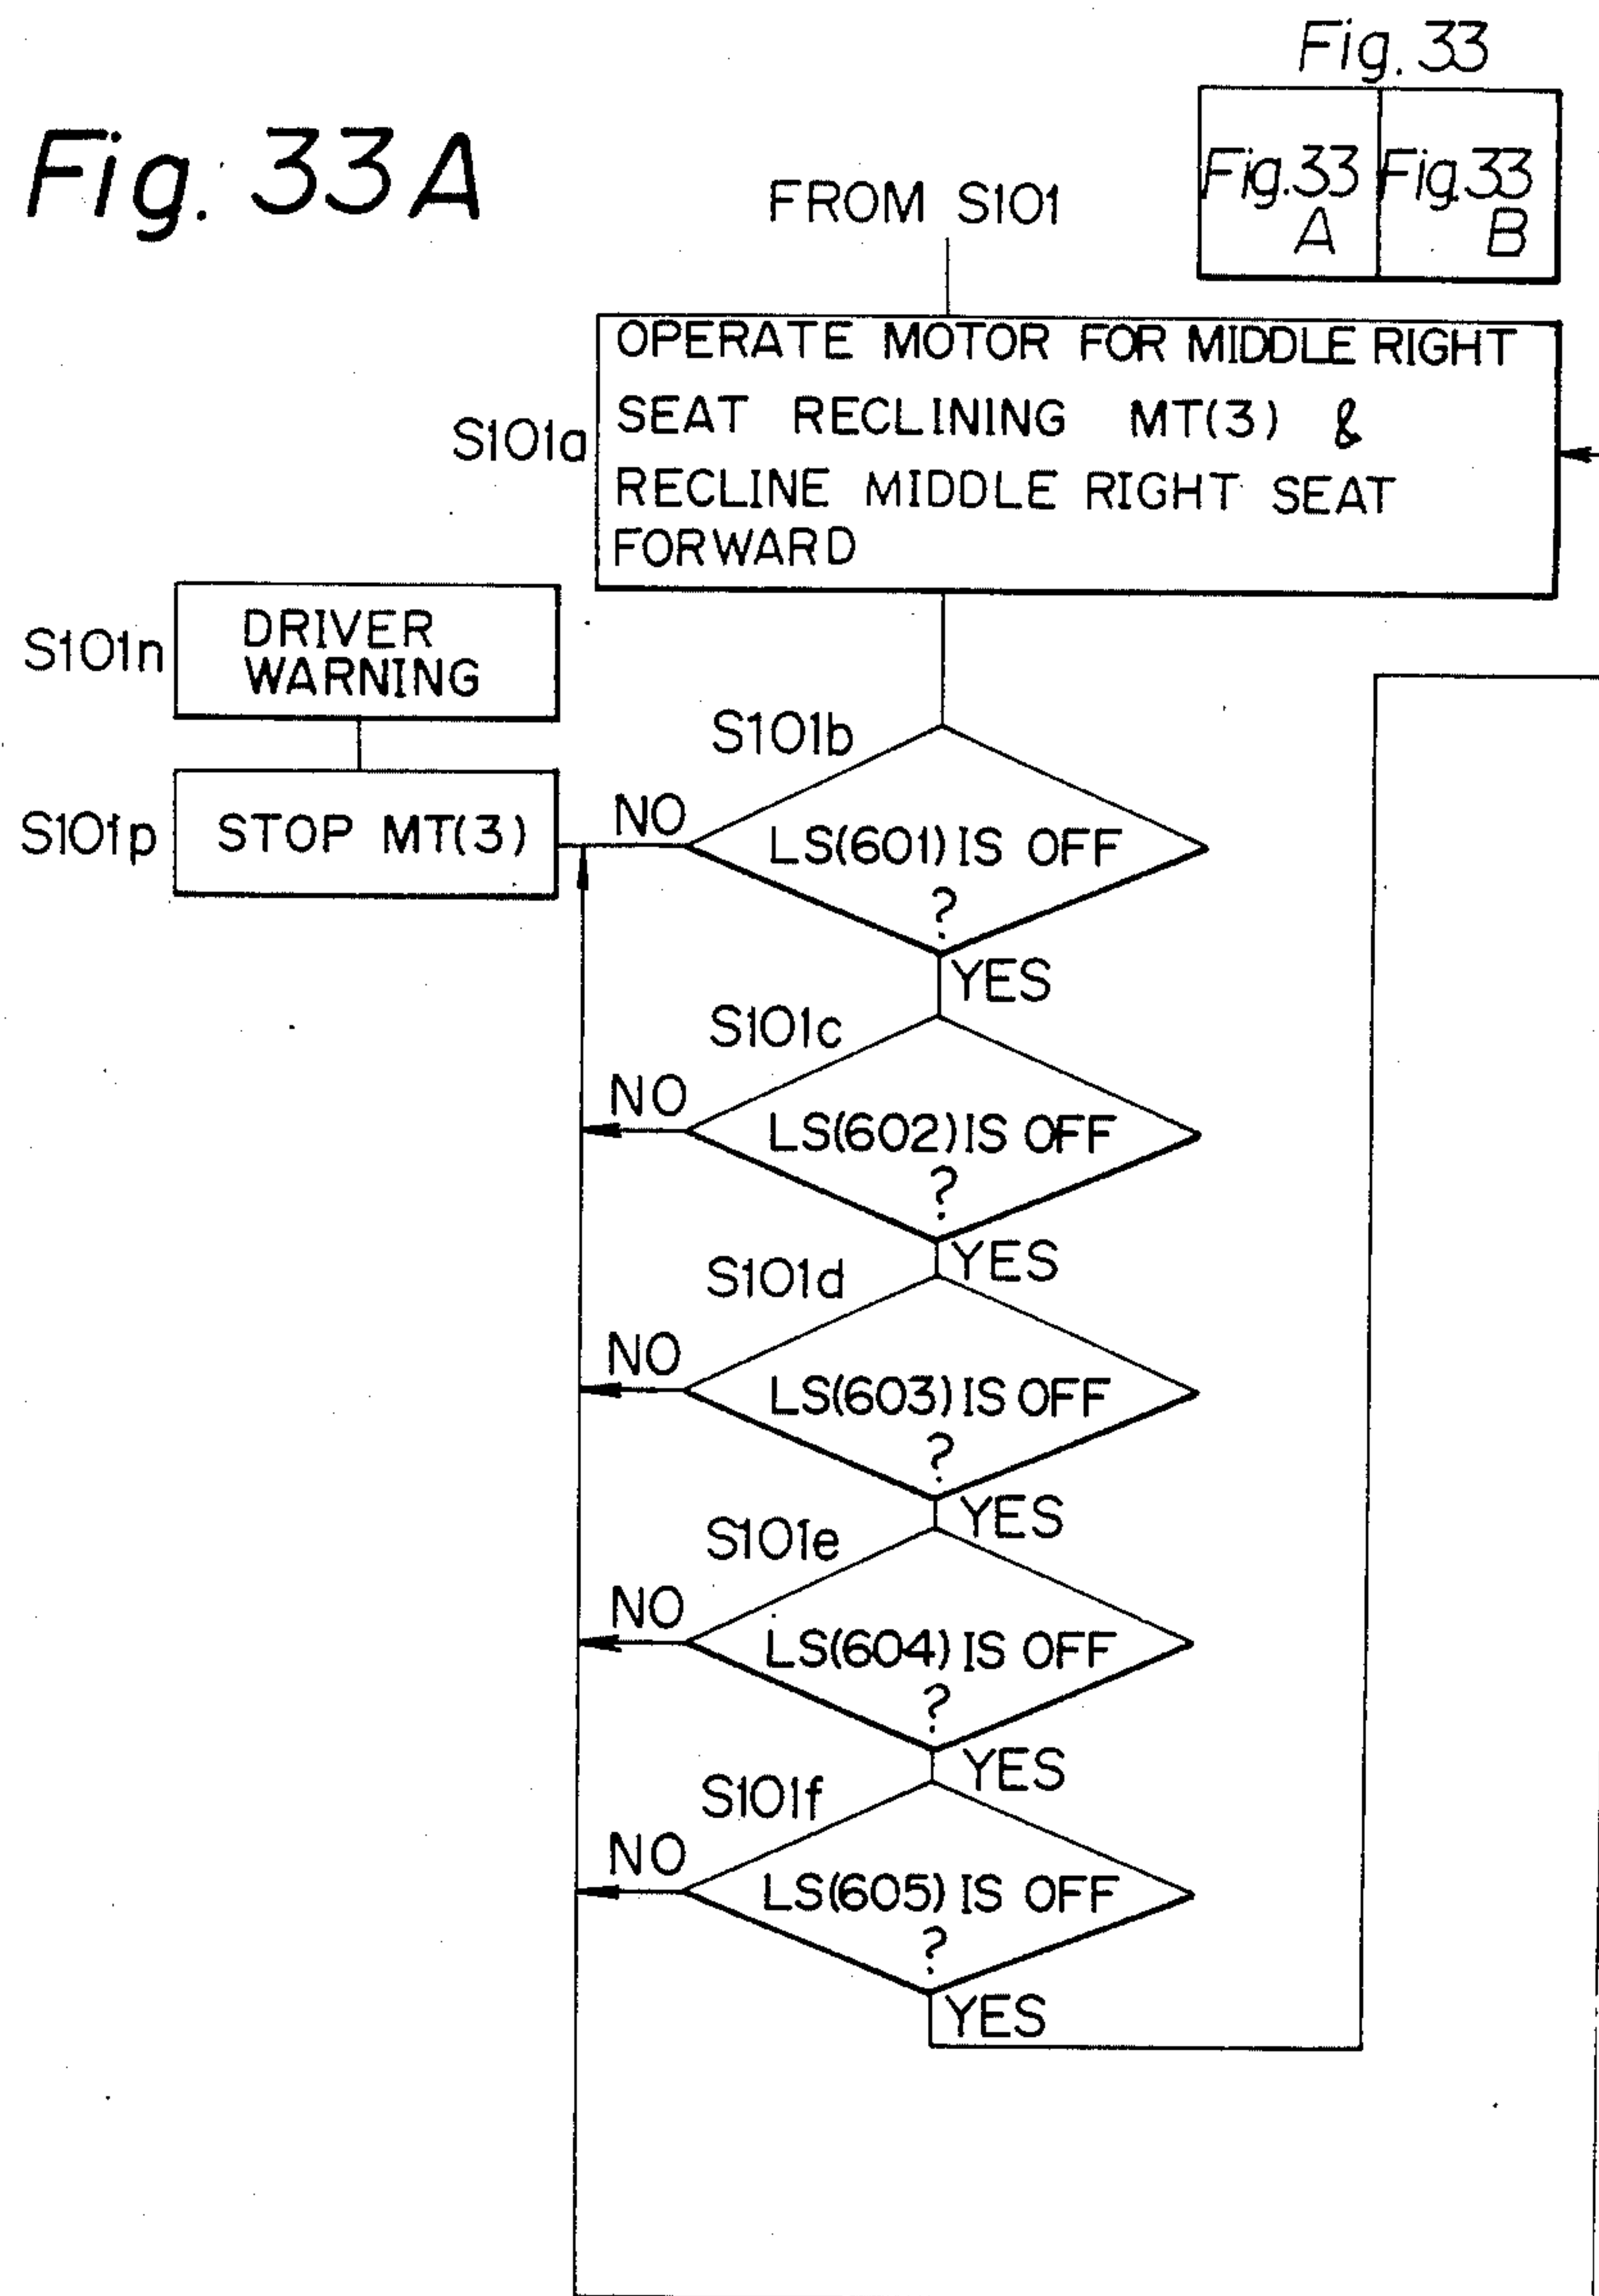 Fig. 33
Fig. 33A
Fig. 33
A
Fig. 33
B
FROM S101
S101a
OPERATE MOTOR FOR MIDDLE RIGHT
SEAT RECLINING MT(3) &
RECLINE MIDDLE RIGHT SEAT
FORWARD
S101n
DRIVER
WARNING
S101b
S101p
STOP MT(3)
NO
LS(601) IS OFF
?
YES
S101c
NO
LS(602) IS OFF
?
YES
S101d
NO
LS(603) IS OFF
?
YES
S101e
NO
LS(604) IS OFF
?
YES
S101f
NO
LS(605) IS OFF
?
YES